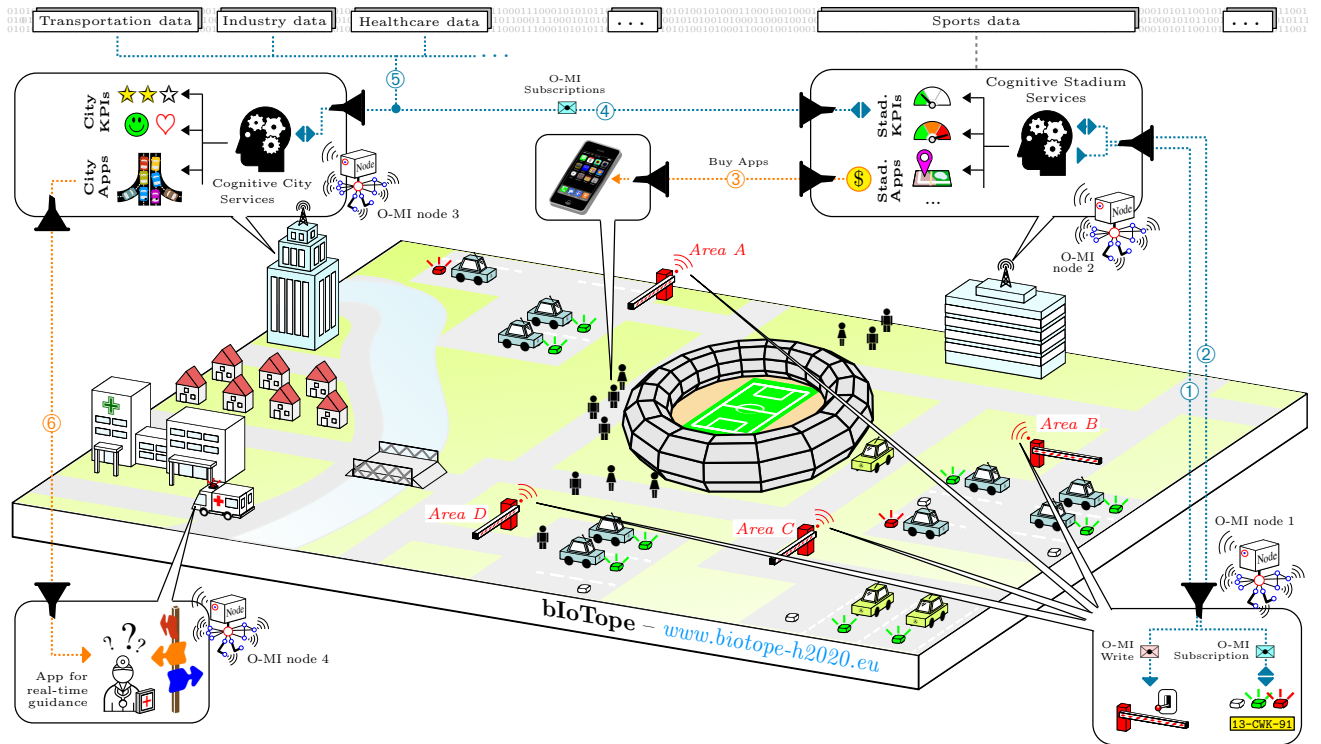 Transportation data
Industry data
Healthcare data
...
Sports data
...
5
...
City
KPIs
City
Apps
Cognitive City
Services
Node
O-MI node 3
O-MI
Subscriptions
4
Buy Apps
3
$
Stad.
KPIs
Stad.
Apps
...
Cognitive Stadium
Services
Node
O-MI
node 2
2
1
6
Area A
Area B
Area C
Area D
bIoTope – www.biotope-h2020.eu
O-MI node 1
Node
O-MI
Write
O-MI
Subscription
13-CWK-91
Node
O-MI node 4
? ? ?
App for
real-time
guidance